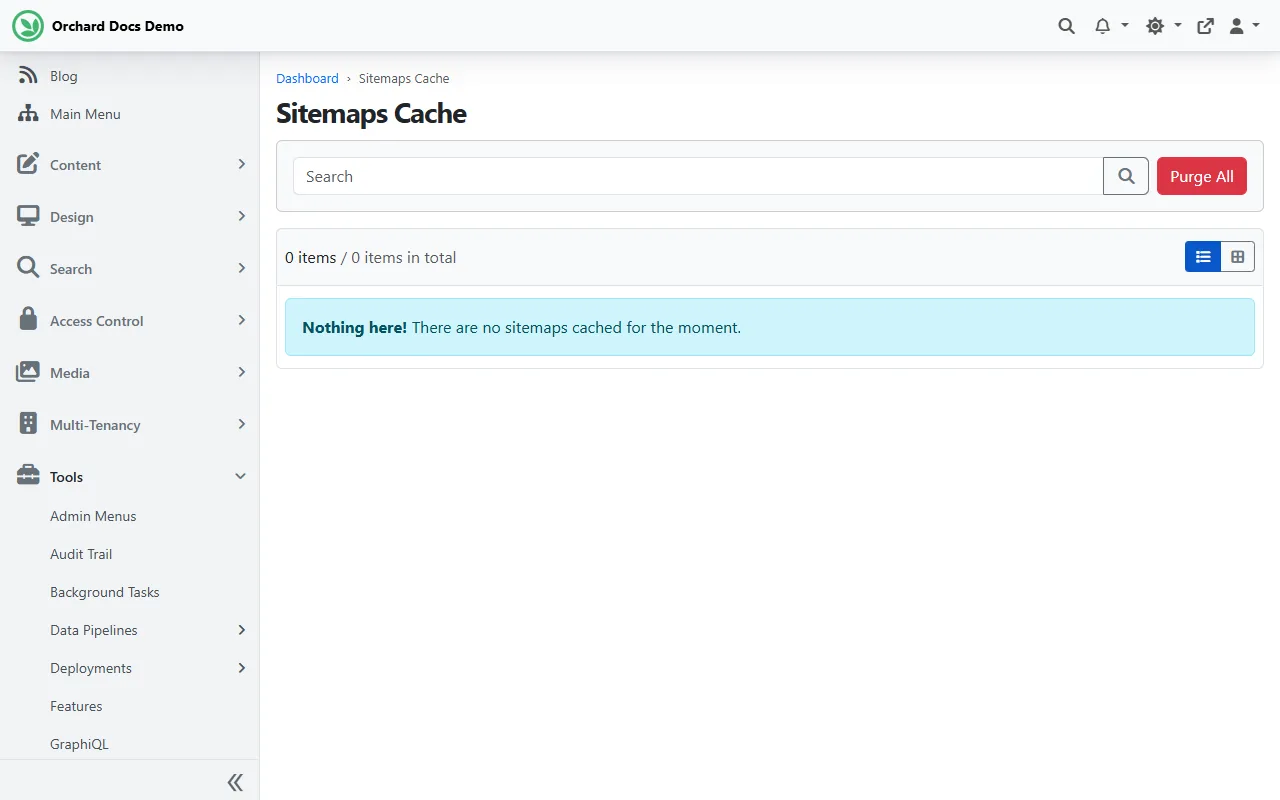 Orchard Docs Demo
Blog
Main Menu
Content
Design
Search
Access Control
Media
Multi-Tenancy
Tools
Admin Menus
Audit Trail
Background Tasks
Data Pipelines
Deployments
Features
GraphiQL
Dashboard › Sitemaps Cache
Sitemaps Cache
Search
Purge All
0 items / 0 items in total
Nothing here! There are no sitemaps cached for the moment.